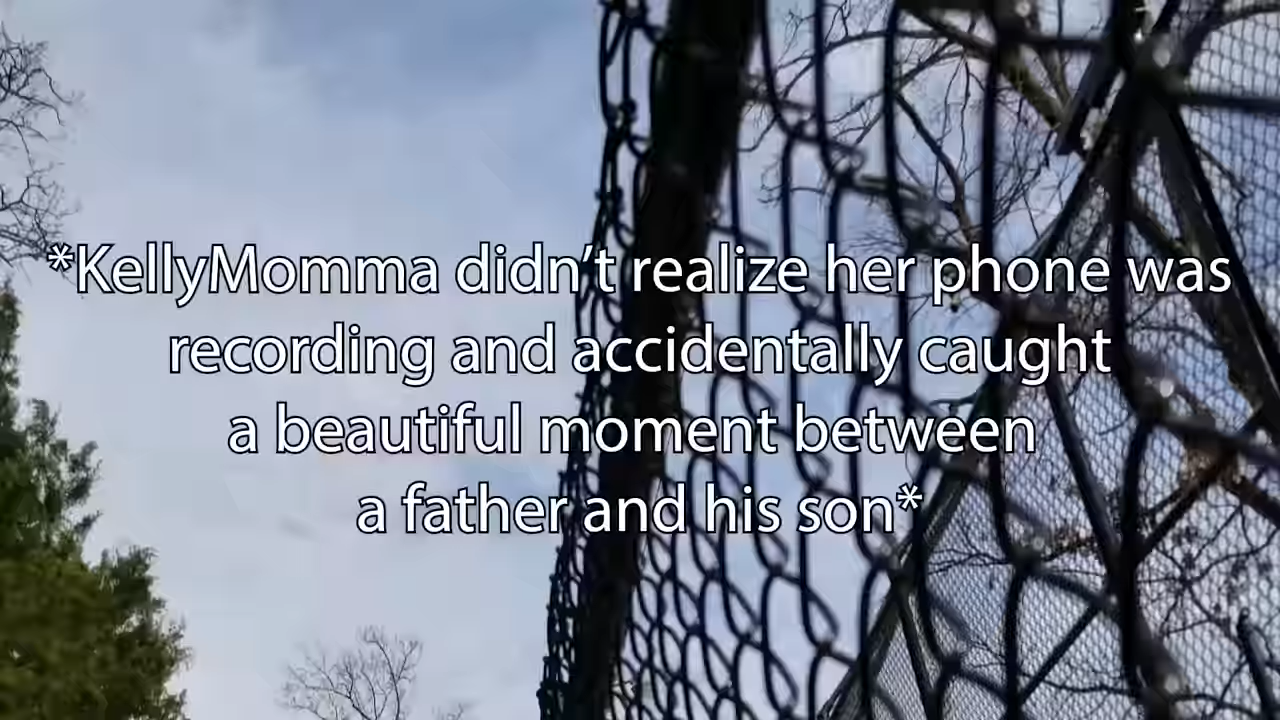 *KellyMomma didn’t realize her phone was
recording and accidentally caught
a beautiful moment between
a father and his son*